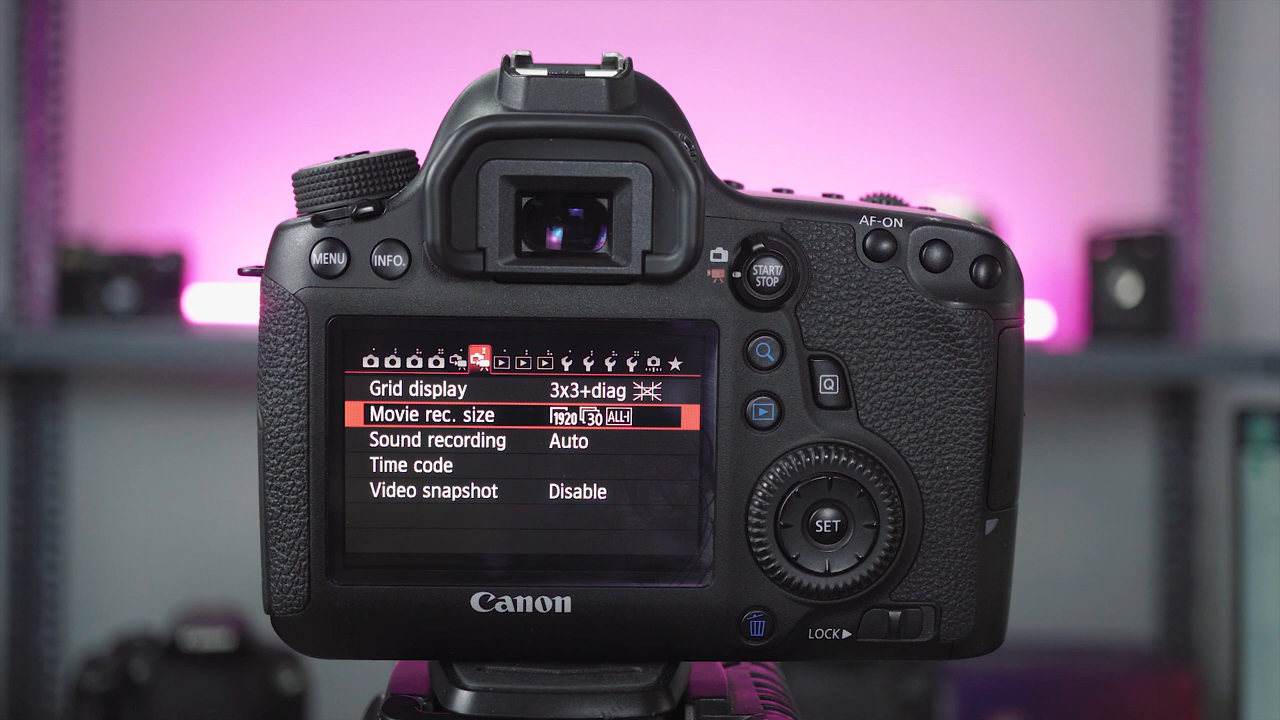 AF-ON
MENU
INFO.
START/
STOP
Grid display 3x3+diag
Movie rec. size 1920 30 ALL-I
Sound recording Auto
Time code
Video snapshot Disable
Q
SET
Canon
LOCK▶